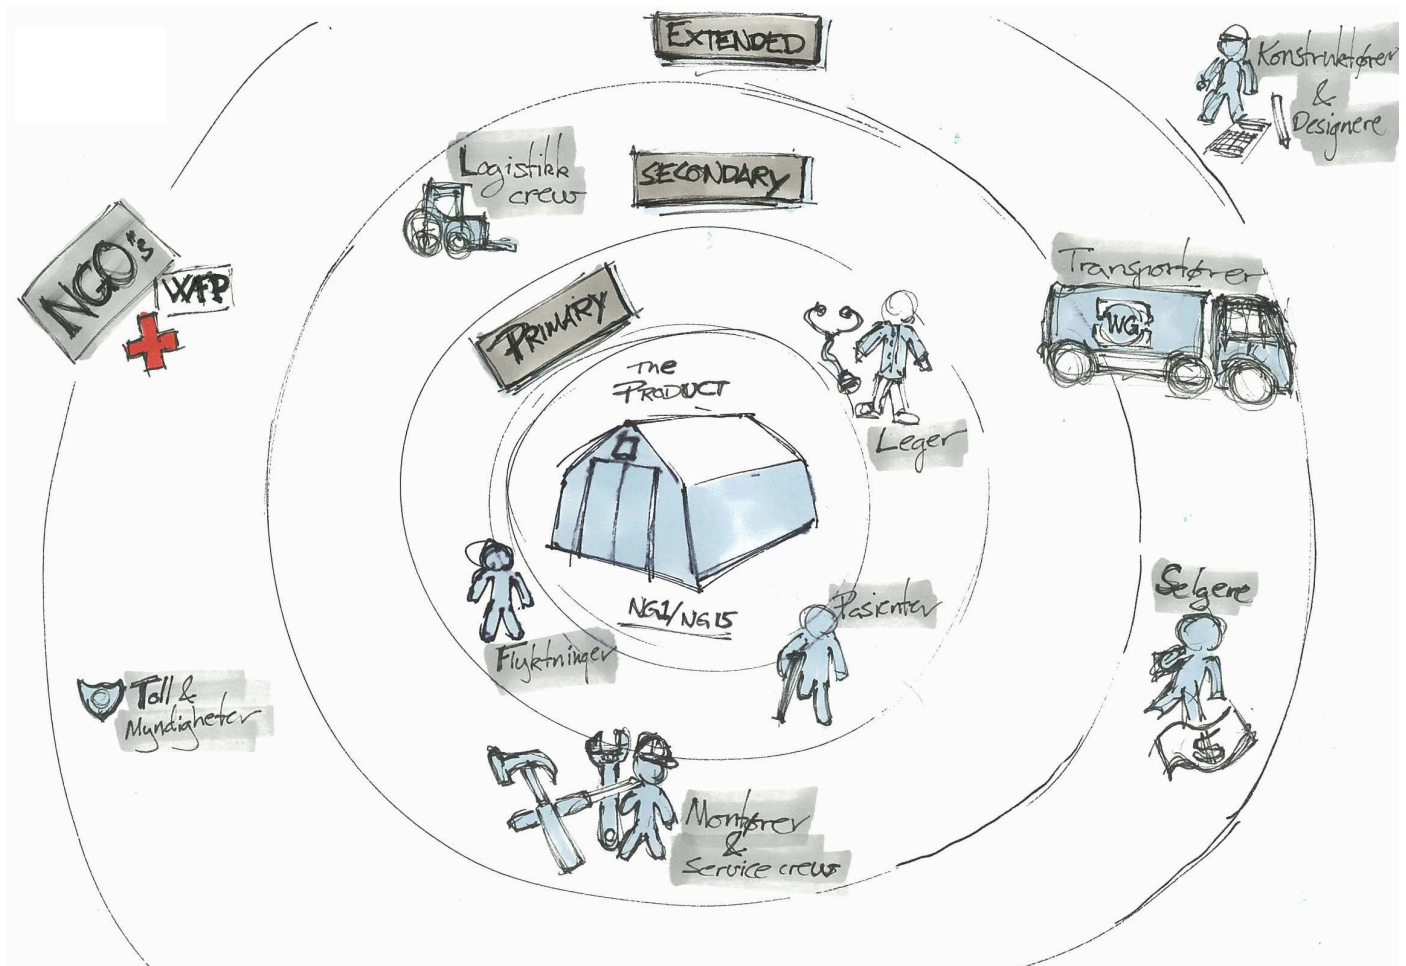 EXTENDED
Konstruktører
&
Designere
Logistikk
crew
SECONDARY
NGO"s
WFP
Transportører
WG
PRIMARY
The
PRODUCT
Leger
NG1/NG15
Pasienter
Flyktninger
Selgere
$
Toll &
Myndigheter
Montører
&
Service crew